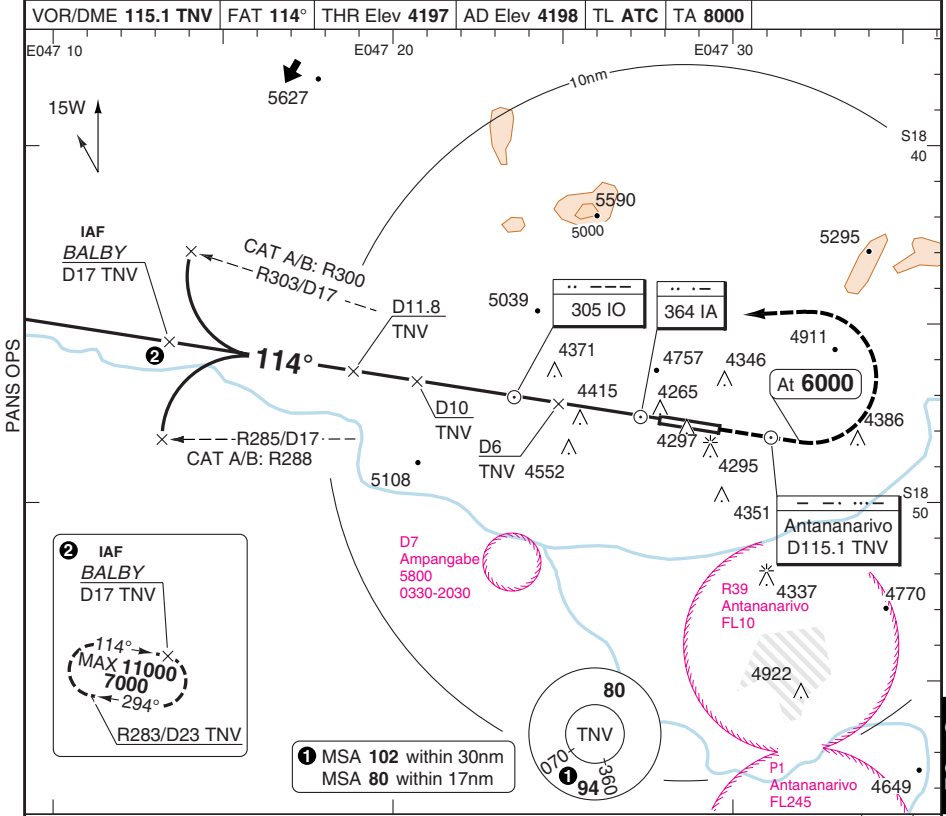 VOR/DME 115.1 TNV FAT 114° THR Elev 4197 AD Elev 4198 TL ATC TA 8000
E047 10 E047 20 E047 30
10nm
5627
15W
S18
40
IAF
BALBY
D17 TNV
2
CAT A/B: R300
R303/D17
5590
5000
5295
D11.8
TNV
5039
305 IO
364 IA
4911
114°
4371
4757
4346
4415
4265
At 6000
4386
D10
TNV
D6
TNV
4552
4297
4295
R285/D17
CAT A/B: R288
5108
4351
S18
50
Antananarivo
D115.1 TNV
PANS OPS
D7
Ampangabe
5800
0330-2030
R39
Antananarivo
FL10
4337
4770
4922
2 IAF
BALBY
D17 TNV
114°
MAX 11000
7000
294°
R283/D23 TNV
1 MSA 102 within 30nm
MSA 80 within 17nm
80
TNV
070
360
1
94
P1
Antananarivo
FL245
4649